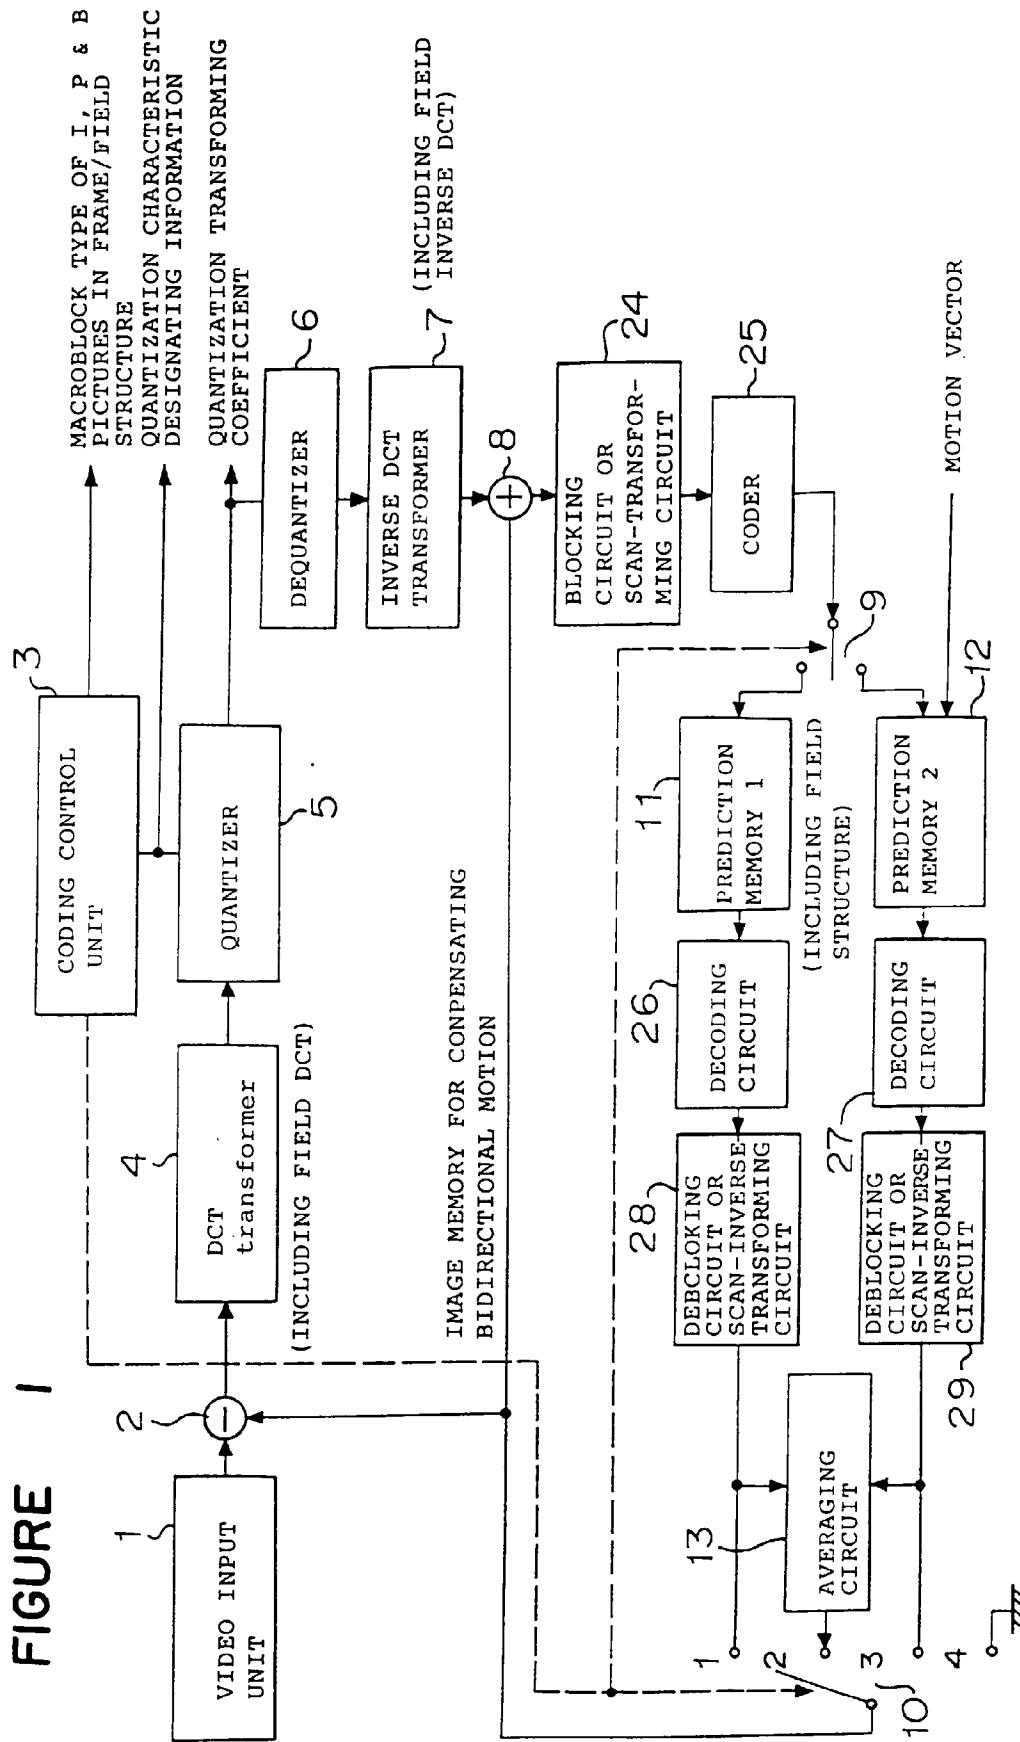 FIGURE 1
1
VIDEO INPUT
UNIT
2
−
4
DCT
transformer
(INCLUDING FIELD DCT)
3
CODING CONTROL
UNIT
QUANTIZER
5
MACROBLOCK TYPE OF I, P & B
PICTURES IN FRAME/FIELD
STRUCTURE
QUANTIZATION CHARACTERISTIC
DESIGNATING INFORMATION
QUANTIZATION TRANSFORMING
COEFFICIENT
DEQUANTIZER
6
INVERSE DCT
TRANSFORMER
7
(INCLUDING FIELD
INVERSE DCT)
+
8
IMAGE MEMORY FOR CONPENSATING
BIDIRECTIONAL MOTION
BLOCKING
CIRCUIT OR
SCAN-TRANSFOR-
MING CIRCUIT
24
CODER
25
9
MOTION VECTOR
11
PREDICTION
MEMORY 1
(INCLUDING FIELD
STRUCTURE)
PREDICTION
MEMORY 2
12
26
DECODING
CIRCUIT
DECODING
CIRCUIT
27
28
DEBCLOKING
CIRCUIT OR
SCAN-INVERSE
TRANSFORMING
CIRCUIT
DEBLOCKING
CIRCUIT OR
SCAN-INVERSE
TRANSFORMING
CIRCUIT
29
13
AVERAGING
CIRCUIT
1
2
3
4
10